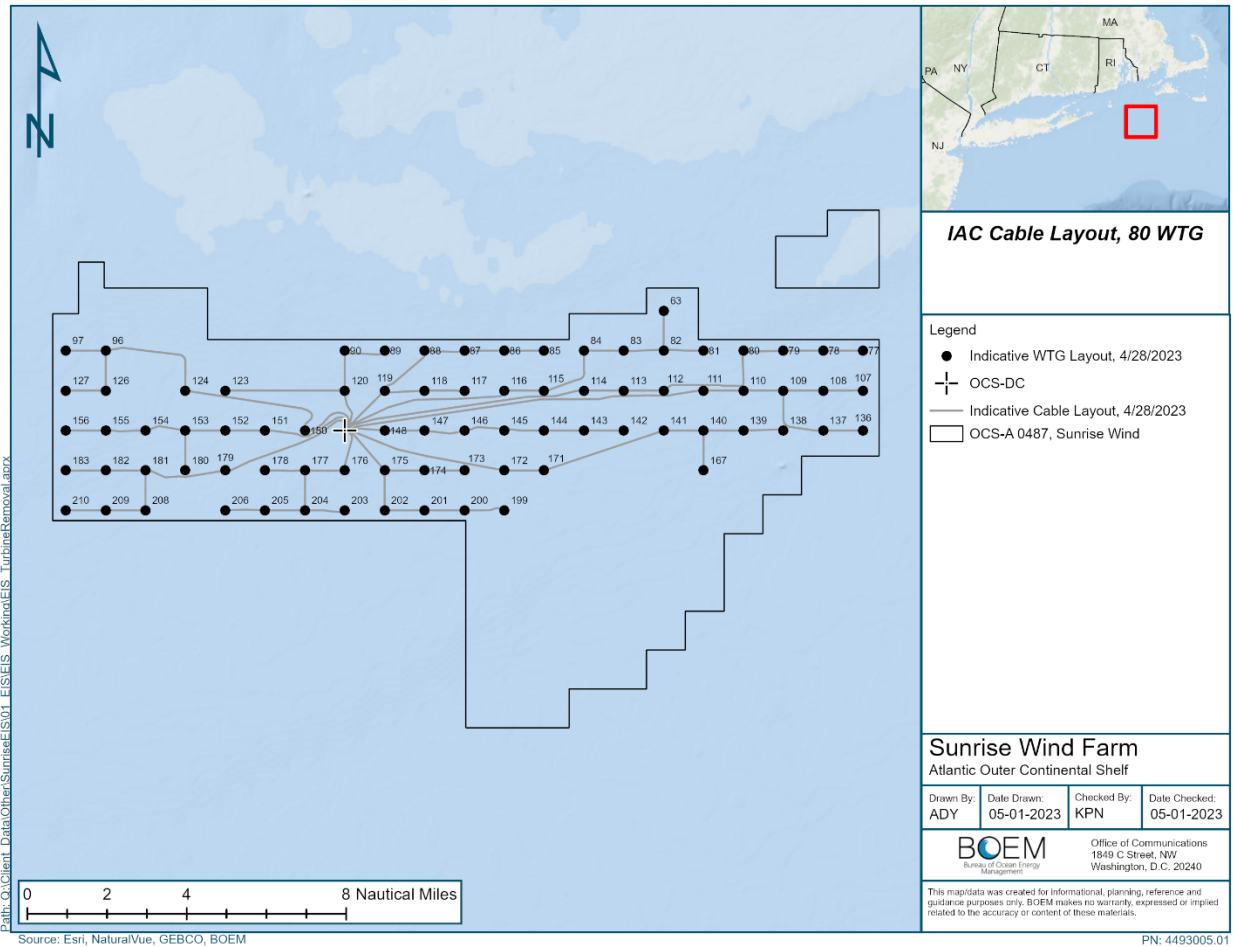 MA
PA
NY
CT
RI
NJ
N
IAC Cable Layout, 80 WTG
Legend
Indicative WTG Layout, 4/28/2023
OCS-DC
Indicative Cable Layout, 4/28/2023
OCS-A 0487, Sunrise Wind
63
97 96 90 89 88 87 86 85 84 83 82 81 80 79 78 77
127 126 124 123 120 119 118 117 116 115 114 113 112 111 110 109 108 107
156 155 154 153 152 151 150 148 147 146 145 144 143 142 141 140 139 138 137 136
183 182 181 180 179 178 177 176 175 174 173 172 171 167
210 209 208 206 205 204 203 202 201 200 199
Sunrise Wind Farm
Atlantic Outer Continental Shelf
Drawn By: Date Drawn: Checked By: Date Checked:
ADY 05-01-2023 KPN 05-01-2023
BOEM
Bureau of Ocean Energy
Management
Office of Communications
1849 C Street, NW
Washington, D.C. 20240
This map/data was created for informational, planning, reference and
guidance purposes only. BOEM makes no warranty, expressed or implied
related to the accuracy or content of these materials.
0 2 4 8 Nautical Miles
Path: Q:\Client_Data\Other\SunriseEIS\01_EIS\EIS_Working\EIS_TurbineRemoval.aprx
Source: Esri, NaturalVue, GEBCO, BOEM
PN: 4493005.01